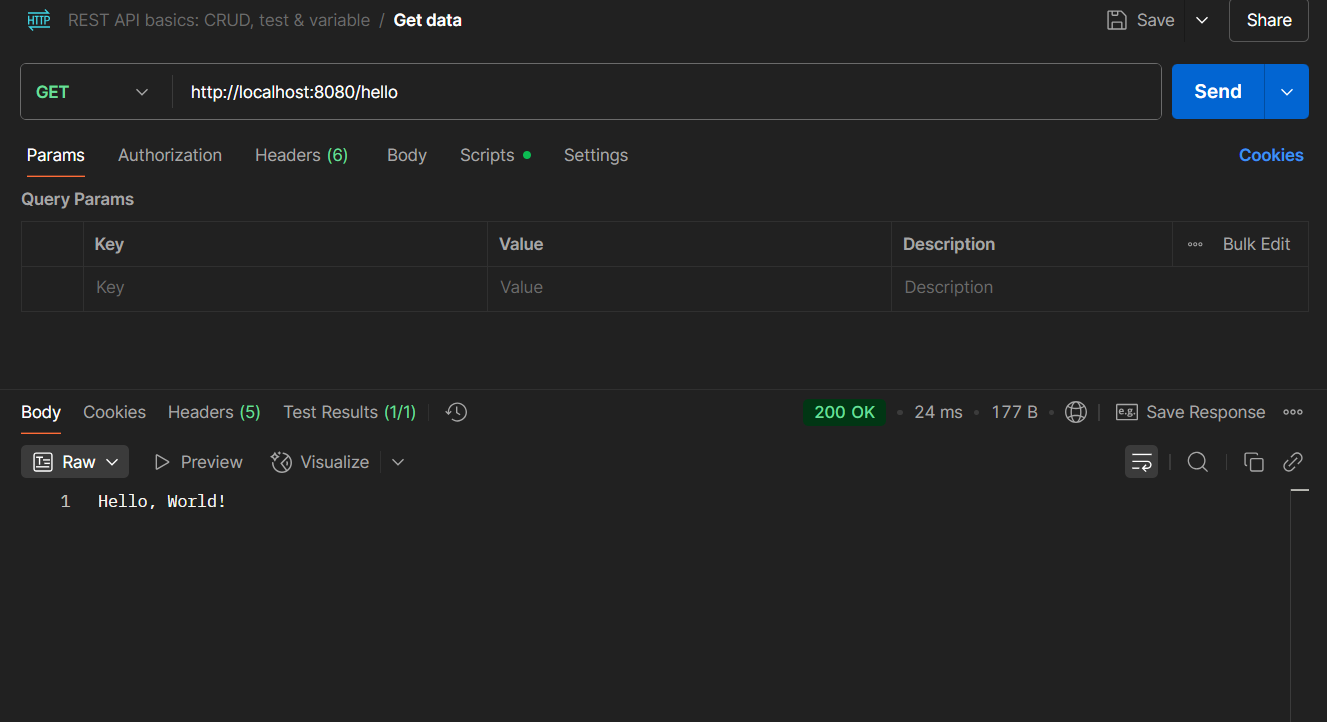 HTTP REST API basics: CRUD, test & variable / Get data Save Share
GET http://localhost:8080/hello Send
Params Authorization Headers (6) Body Scripts Settings Cookies
Query Params
Key Value Description Bulk Edit
Key Value Description
Body Cookies Headers (5) Test Results (1/1) 200 OK 24 ms 177 B e.g. Save Response
Raw Preview Visualize
1 Hello, World!